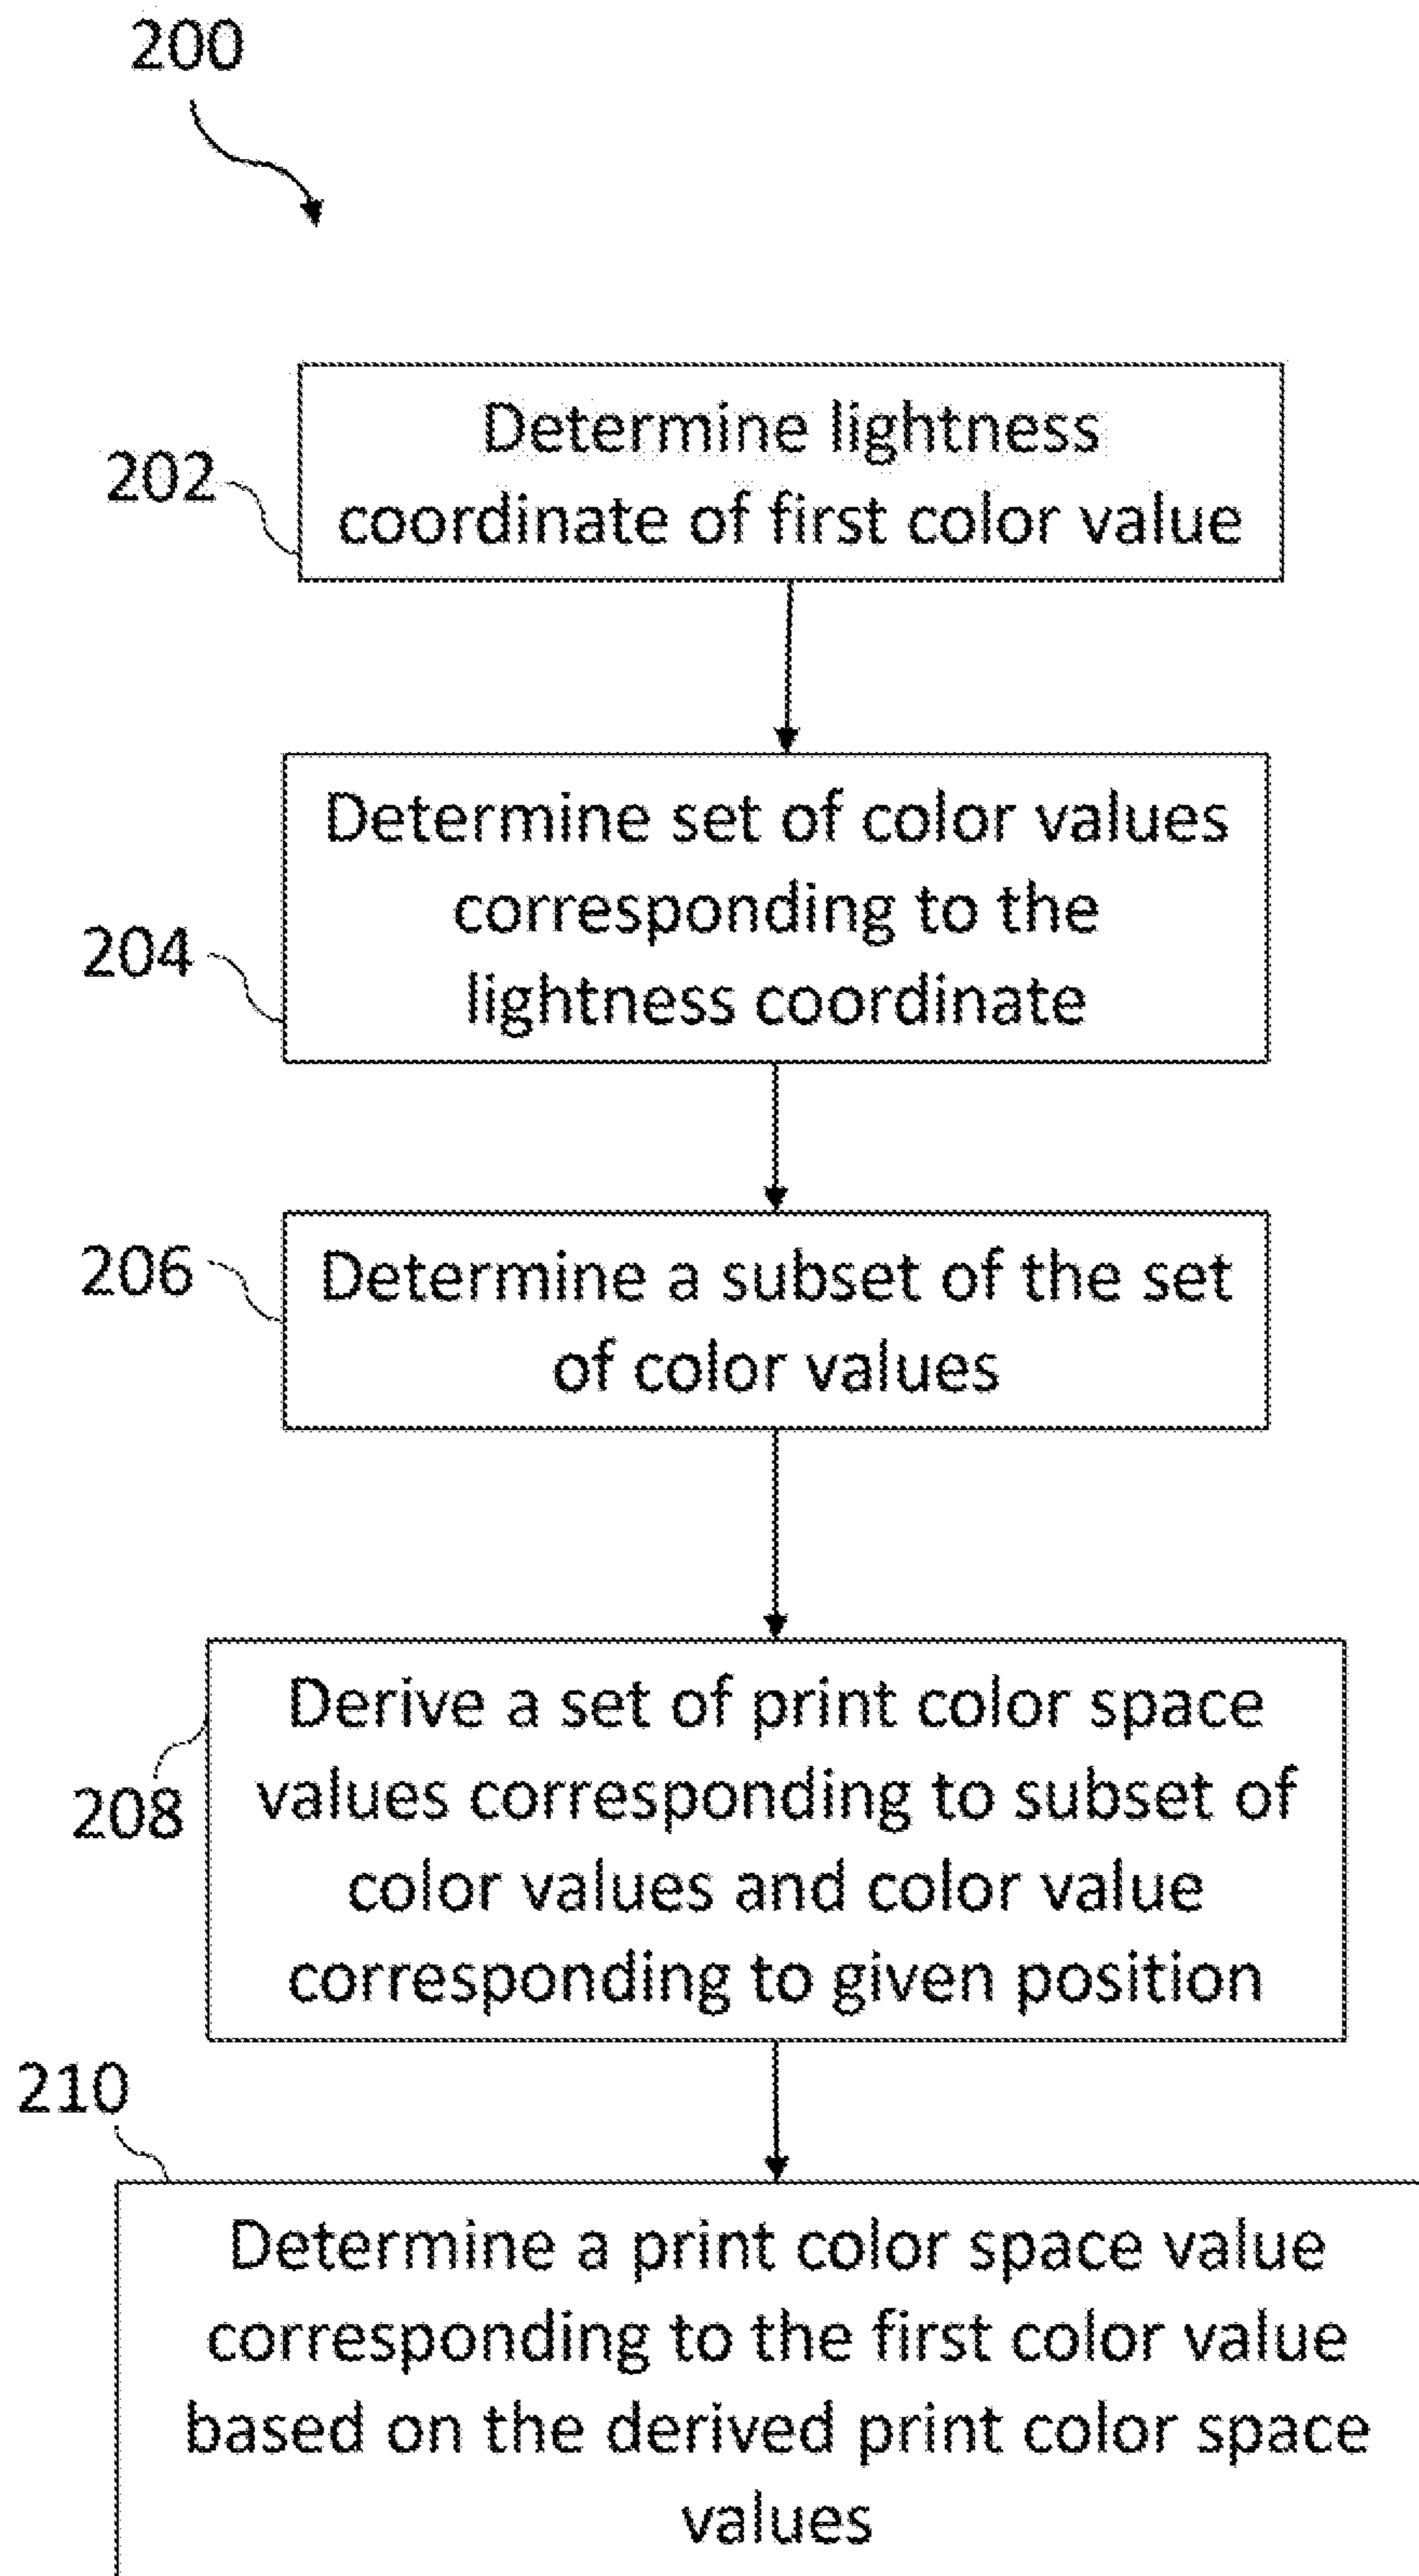 200
202
Determine lightness
coordinate of first color value
204
Determine set of color values
corresponding to the
lightness coordinate
206
Determine a subset of the set
of color values
208
Derive a set of print color space
values corresponding to subset of
color values and color value
corresponding to given position
210
Determine a print color space value
corresponding to the first color value
based on the derived print color space
values